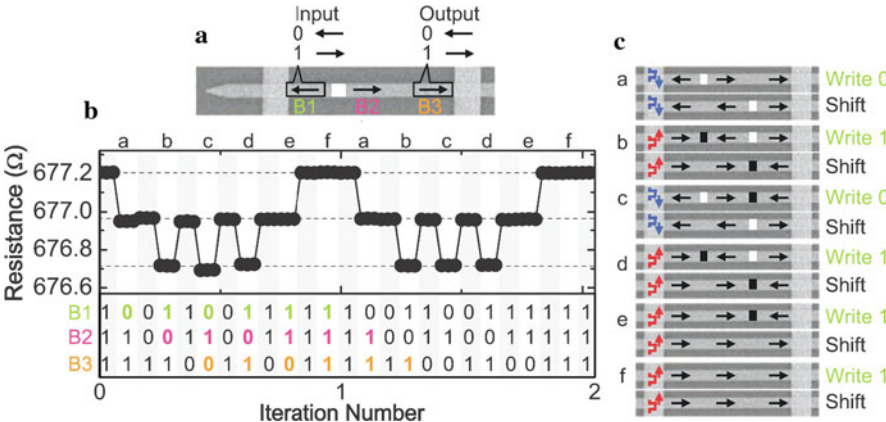 a
Input
Output
0
0
1
1
B1 B2 B3
b
a b c d e f a b c d e f
Resistance (Ω)
677.2
677.0
676.8
676.6
B1 1 0 0 1 1 0 0 1 1 1 1 1 1 0 0 1 1 0 0 1 1 1 1 1 1
B2 1 1 0 0 1 1 0 0 1 1 1 1 1 1 0 0 1 1 0 0 1 1 1 1 1
B3 1 1 1 1 0 0 1 1 0 0 1 1 1 1 1 1 0 0 1 1 0 0 1 1 1
0 1 2
Iteration Number
c
a Write 0
Shift
b Write 1
Shift
c Write 0
Shift
d Write 1
Shift
e Write 1
Shift
f Write 1
Shift